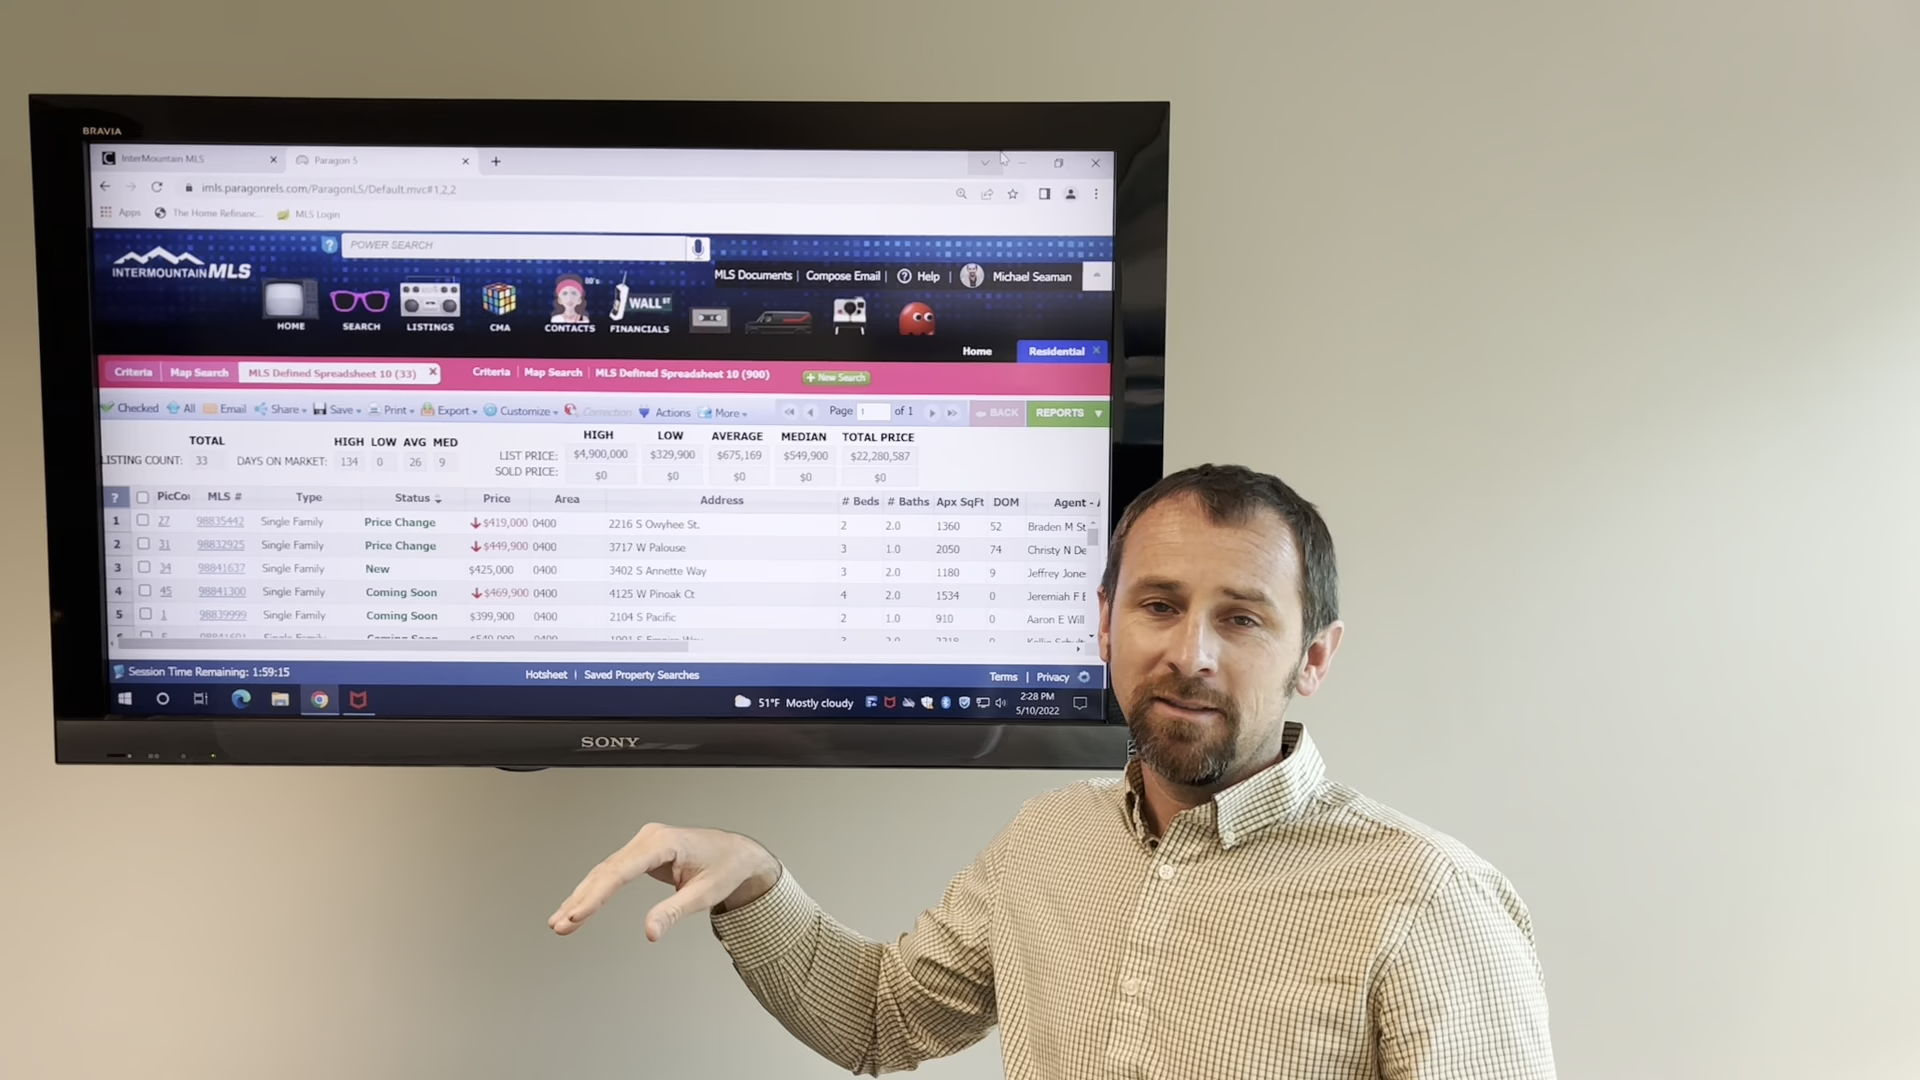 BRAVIA
InterMountain MLS
Paragon 5
imls.paragonrels.com/ParagonLS/Default.mvc#1,2,2
Apps The Home Refinanc... MLS Login
? POWER SEARCH
INTERMOUNTAIN MLS
MLS Documents | Compose Email | ? Help | Michael Seaman
WALL ST
HOME SEARCH LISTINGS CMA CONTACTS FINANCIALS
Home Residential
Criteria Map Search MLS Defined Spreadsheet 10 (33) Criteria | Map Search | MLS Defined Spreadsheet 10 (900) + New Search
Checked All Email Share Save Print Export Customize Correction Actions More Page 1 of 1 BACK REPORTS
TOTAL HIGH LOW AVG MED HIGH LOW AVERAGE MEDIAN TOTAL PRICE
LISTING COUNT: 33 DAYS ON MARKET: 134 0 26 9 LIST PRICE: $4,900,000 $329,900 $675,169 $549,900 $22,280,587
SOLD PRICE: $0 $0 $0 $0 $0
? PicCou MLS # Type Status Price Area Address # Beds # Baths Apx SqFt DOM Agent -
1 27 98835442 Single Family Price Change $419,000 0400 2216 S Owyhee St. 2 2.0 1360 52 Braden M St
2 31 98832925 Single Family Price Change $449,900 0400 3717 W Palouse 3 1.0 2050 74 Christy N De
3 34 98841637 Single Family New $425,000 0400 3402 S Annette Way 3 2.0 1180 9 Jeffrey Jone
4 45 98841300 Single Family Coming Soon $469,900 0400 4125 W Pinoak Ct 4 2.0 1534 0 Jeremiah F E
5 1 98839999 Single Family Coming Soon $399,900 0400 2104 S Pacific 2 1.0 910 0 Aaron E Will
Session Time Remaining: 1:59:15 Hotsheet | Saved Property Searches Terms | Privacy
51°F Mostly cloudy 2:28 PM
5/10/2022
SONY